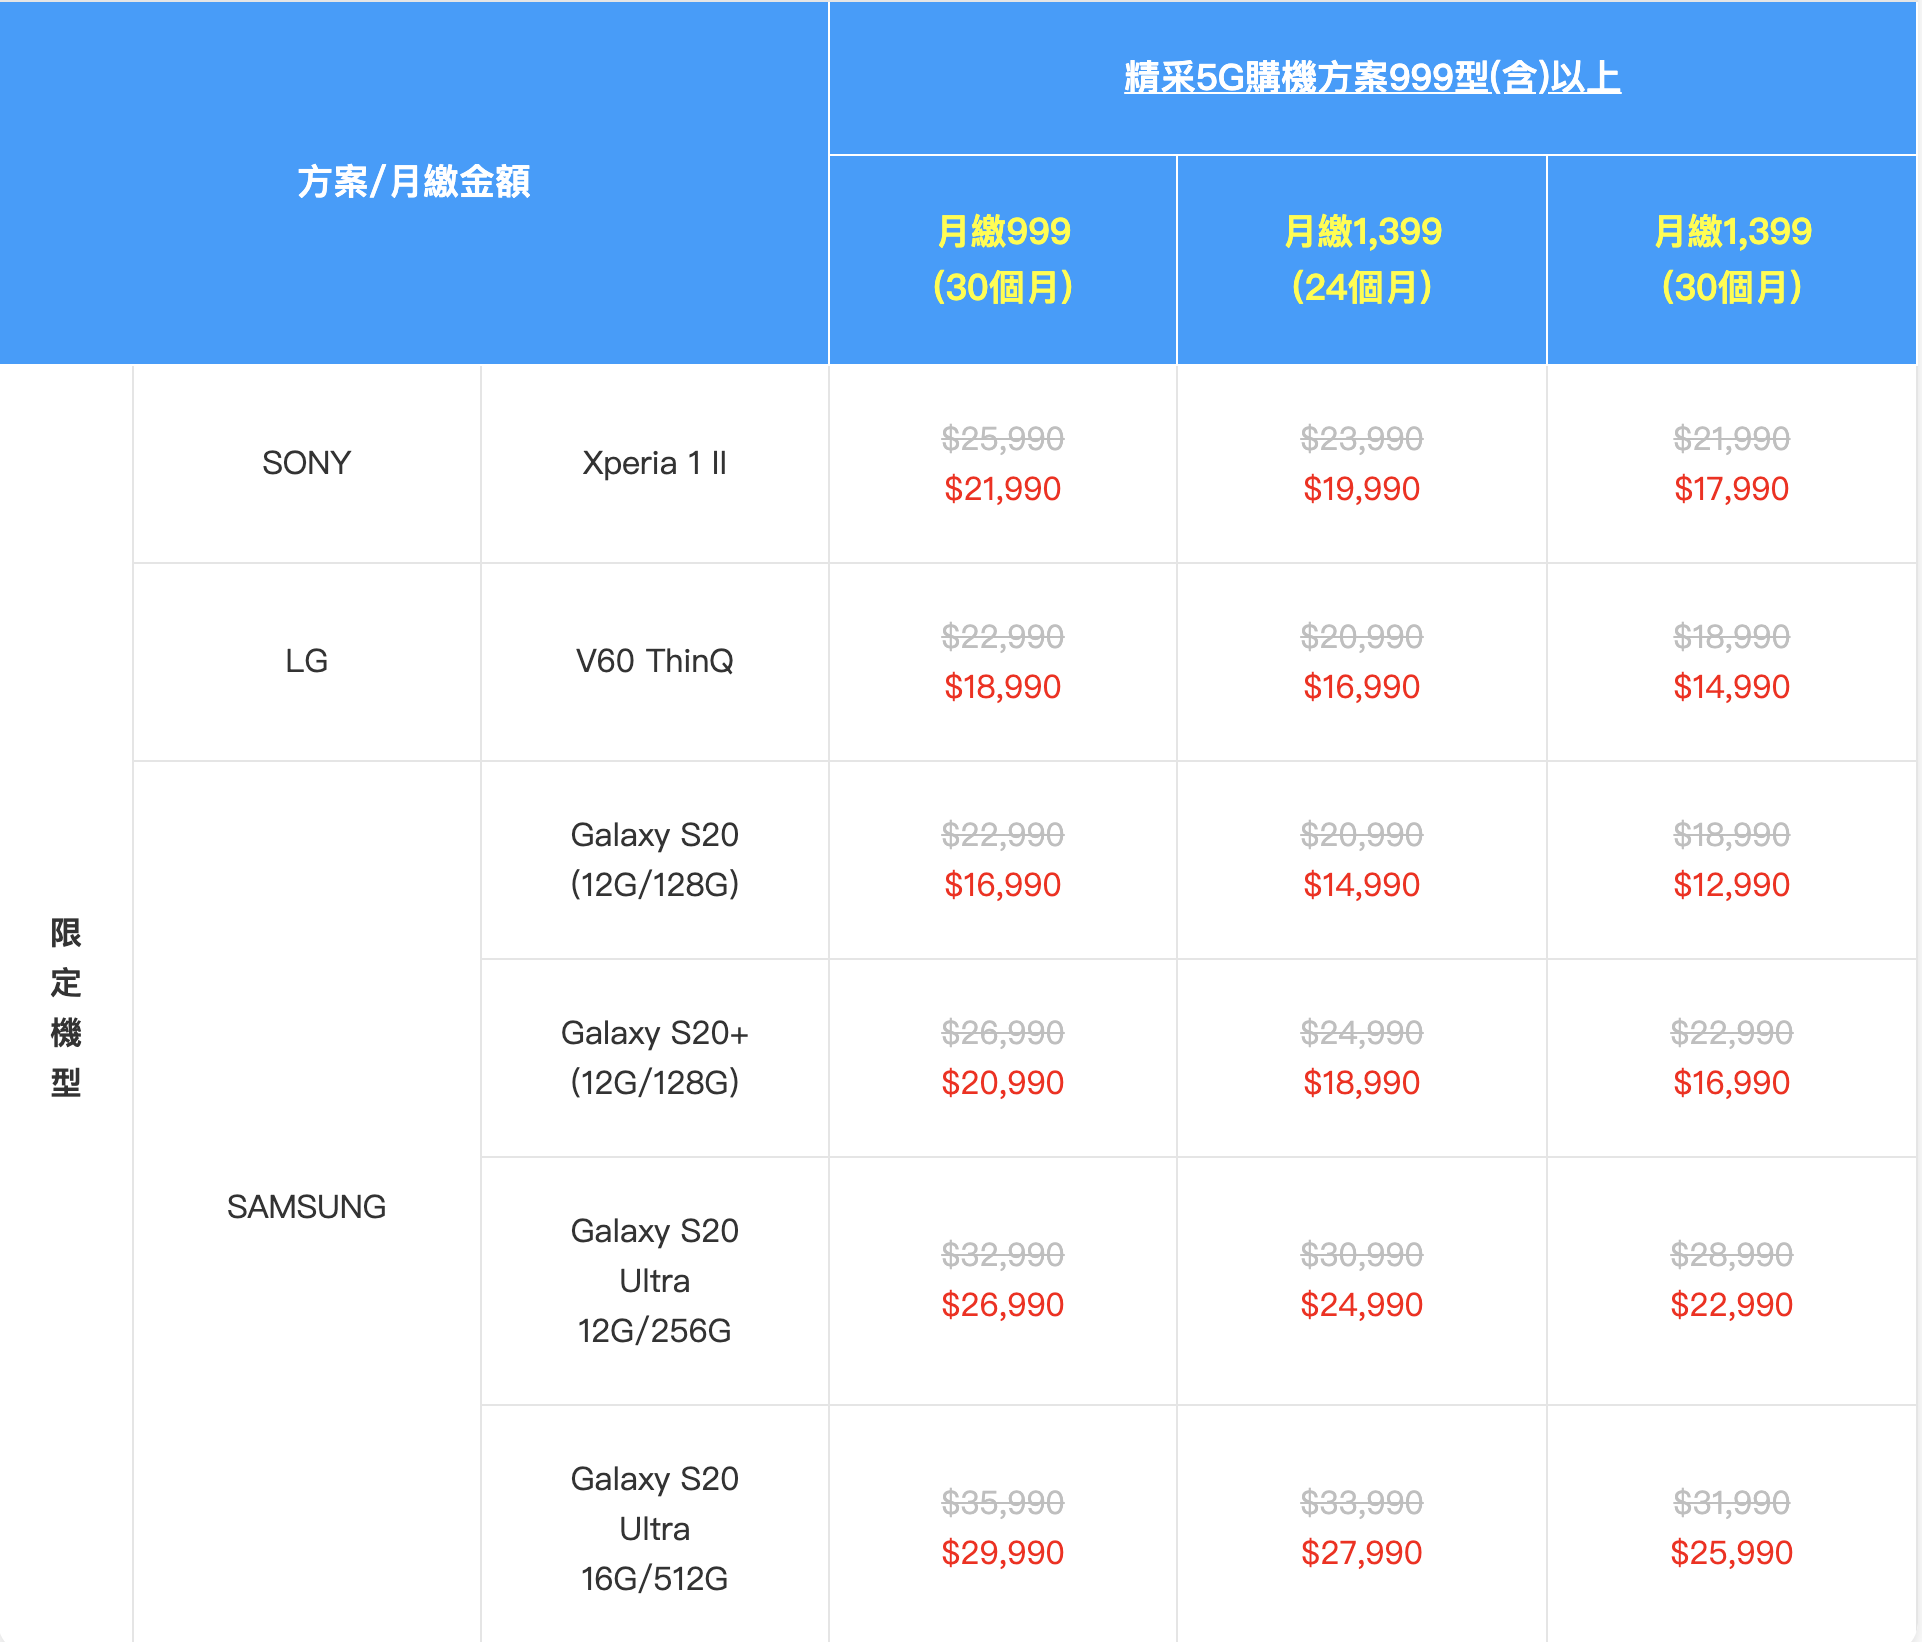 方案/月繳金額
精采5G購機方案999型(含)以上
月繳999
(30個月)
月繳1,399
(24個月)
月繳1,399
(30個月)
限
定
機
型
SONY
Xperia 1 II
$25,990
$21,990
$23,990
$19,990
$21,990
$17,990
LG
V60 ThinQ
$22,990
$18,990
$20,990
$16,990
$18,990
$14,990
SAMSUNG
Galaxy S20
(12G/128G)
$22,990
$16,990
$20,990
$14,990
$18,990
$12,990
Galaxy S20+
(12G/128G)
$26,990
$20,990
$24,990
$18,990
$22,990
$16,990
Galaxy S20
Ultra
12G/256G
$32,990
$26,990
$30,990
$24,990
$28,990
$22,990
Galaxy S20
Ultra
16G/512G
$35,990
$29,990
$33,990
$27,990
$31,990
$25,990